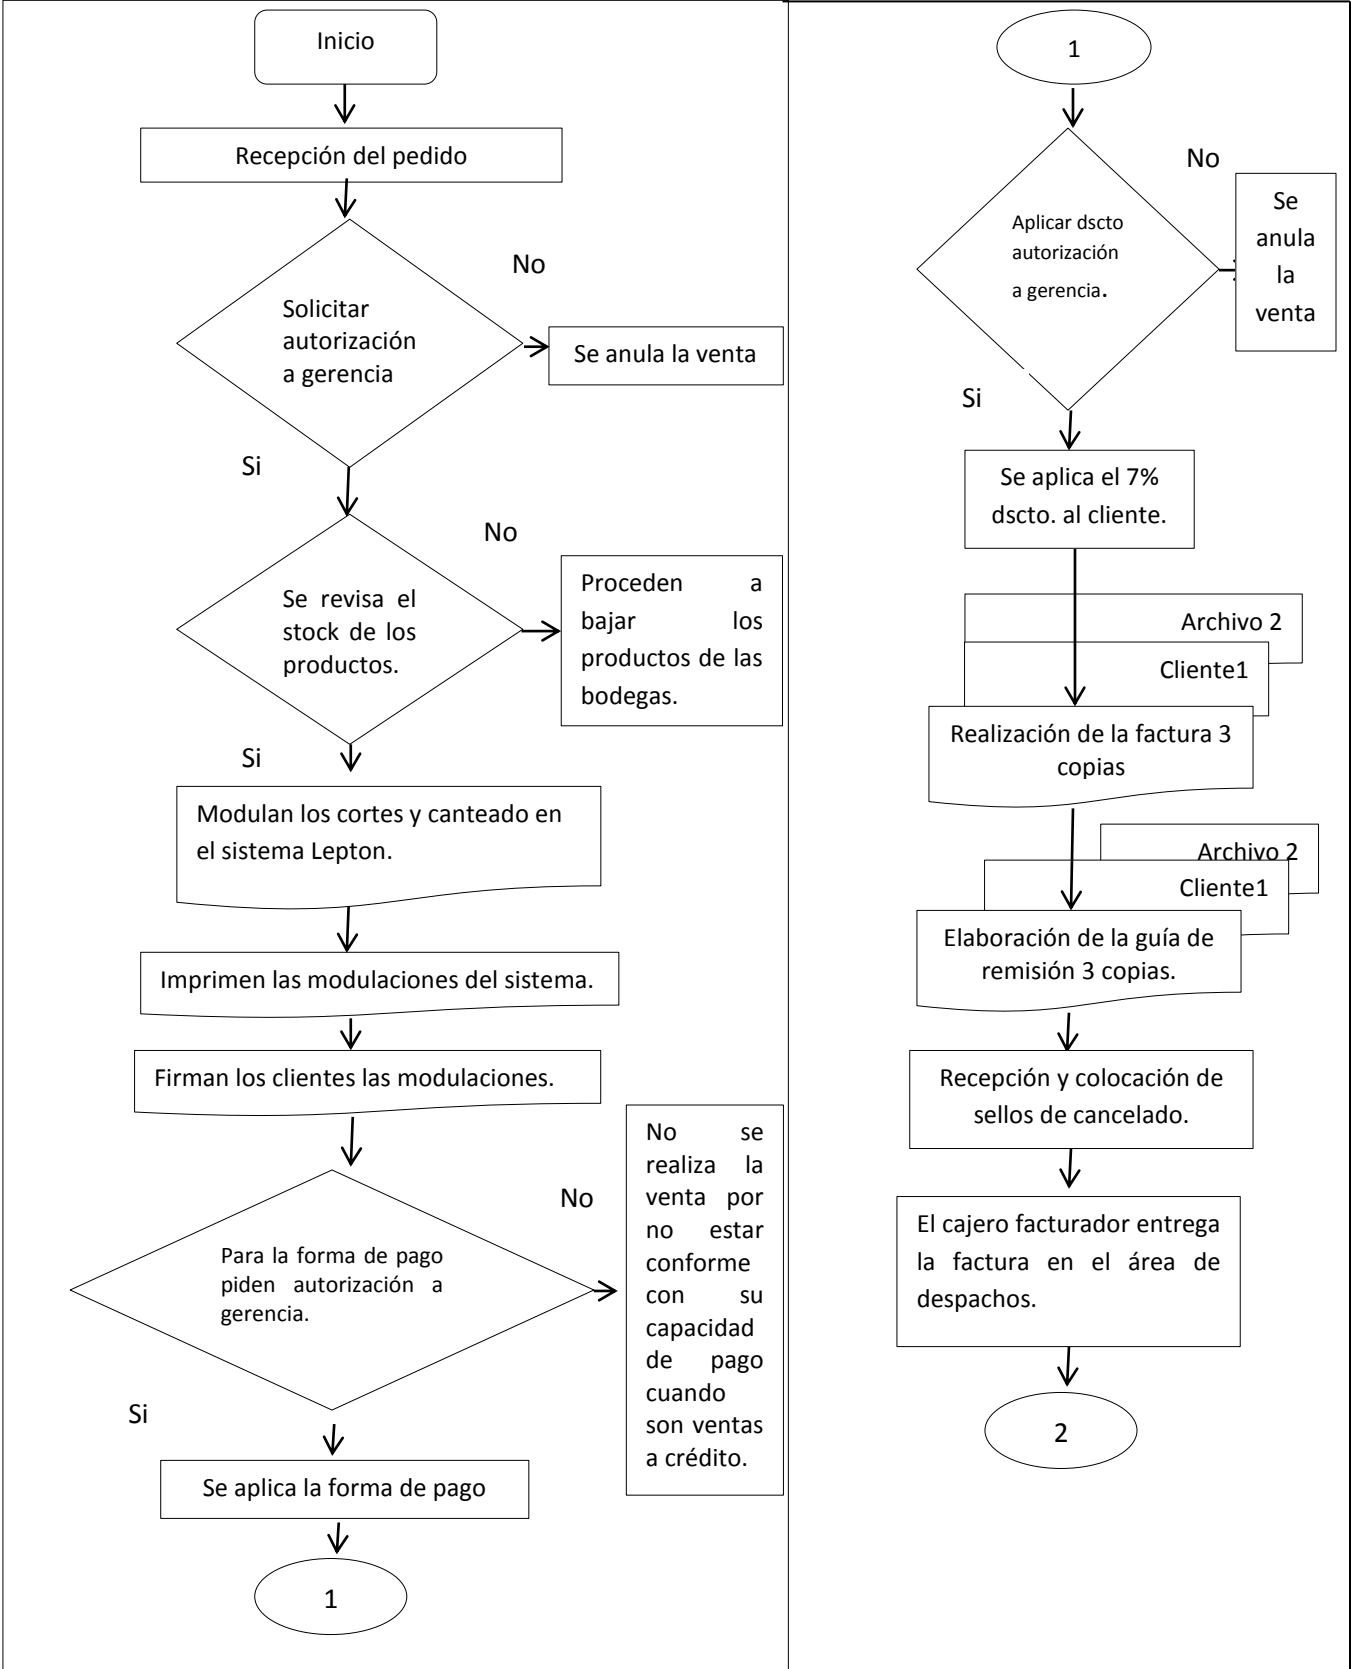 Inicio
Recepción del pedido
No
Solicitar
autorización
a gerencia
Se anula la venta
Si
No
Se revisa el
stock de los
productos.
Proceden a
bajar los
productos de las
bodegas.
Si
Modulan los cortes y canteado en
el sistema Lepton.
Imprimen las modulaciones del sistema.
Firman los clientes las modulaciones.
No
Para la forma de pago
piden autorización a
gerencia.
No se
realiza la
venta por
no estar
conforme
con su
capacidad
de pago
cuando
son ventas
a crédito.
Si
Se aplica la forma de pago
1
1
No
Aplicar dscto
autorización
a gerencia.
Se
anula
la
venta
Si
Se aplica el 7%
dscto. al cliente.
Archivo 2
Cliente1
Realización de la factura 3
copias
Archivo 2
Cliente1
Elaboración de la guía de
remisión 3 copias.
Recepción y colocación de
sellos de cancelado.
El cajero facturador entrega
la factura en el área de
despachos.
2